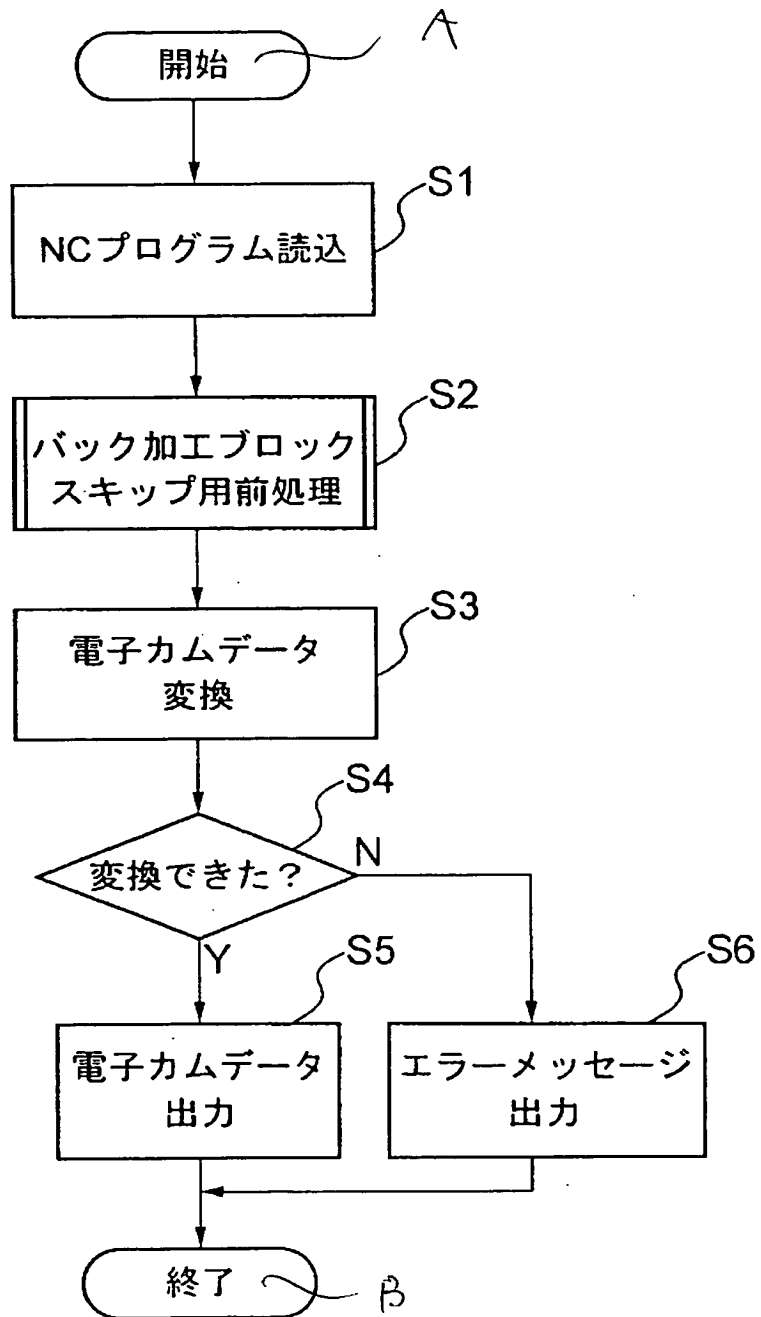 開始
A
S1
NCプログラム読込
S2
バック加工ブロック
スキップ用前処理
S3
電子カムデータ
変換
S4
変換できた?
N
Y
S5
電子カムデータ
出力
S6
エラーメッセージ
出力
終了
B